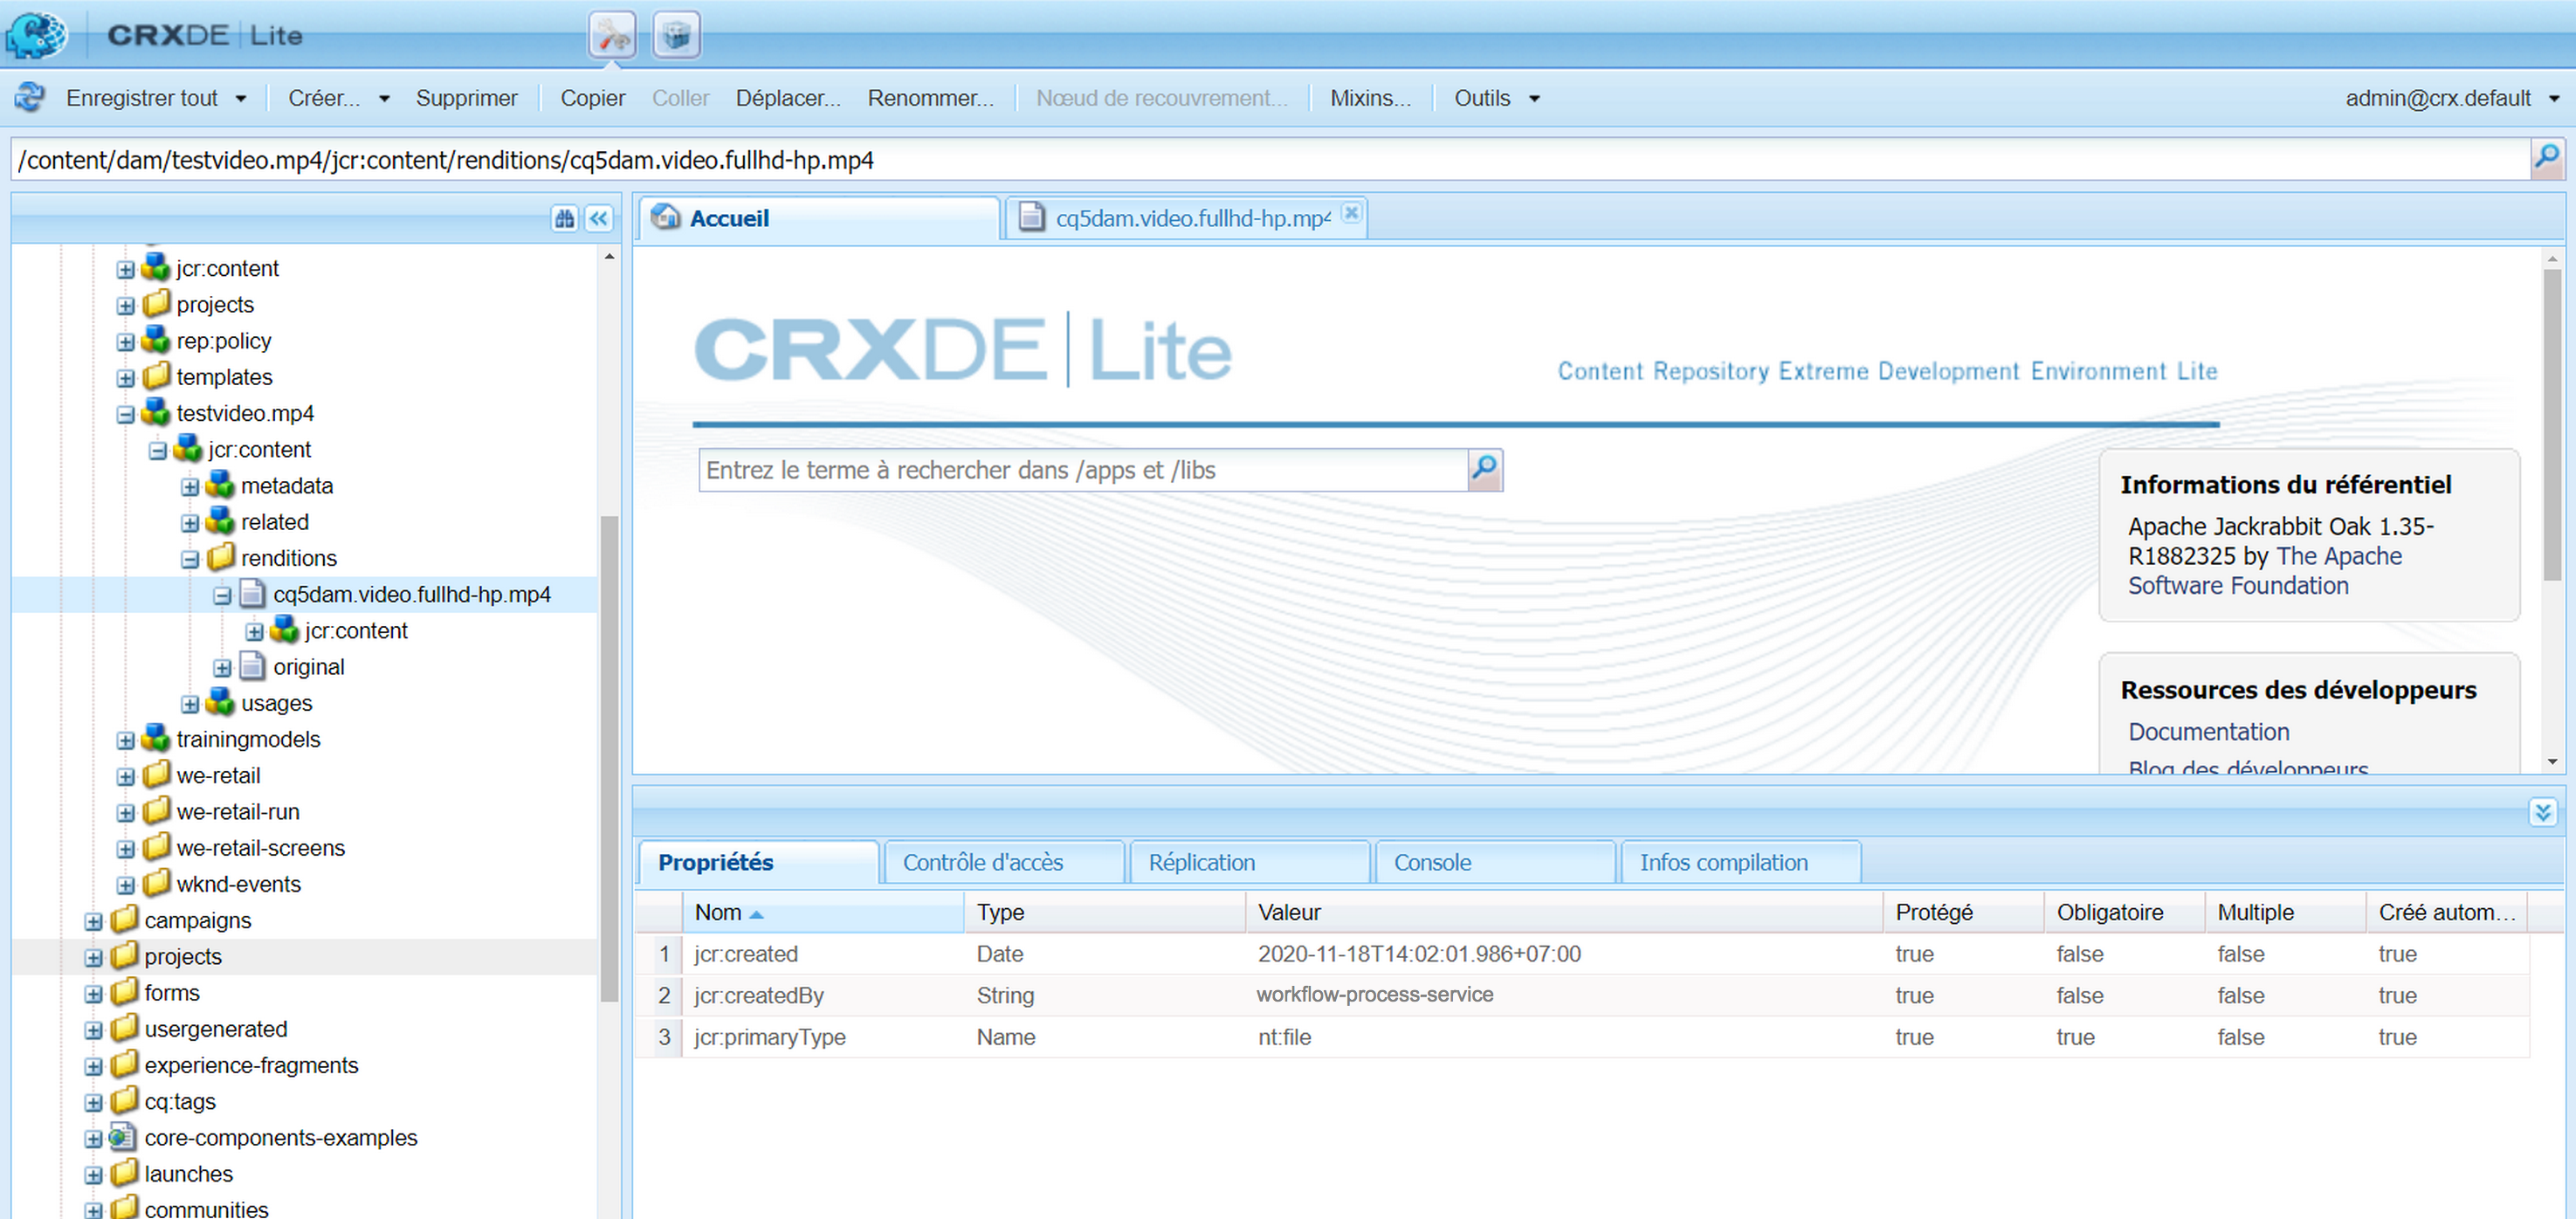 CRXDE | Lite
Enregistrer tout Créer... Supprimer Copier Coller Déplacer... Renommer... Nœud de recouvrement... Mixins... Outils admin@crx.default
/content/dam/testvideo.mp4/jcr:content/renditions/cq5dam.video.fullhd-hp.mp4
jcr:content
projects
rep:policy
templates
testvideo.mp4
jcr:content
metadata
related
renditions
cq5dam.video.fullhd-hp.mp4
jcr:content
original
usages
trainingmodels
we-retail
we-retail-run
we-retail-screens
wknd-events
campaigns
projects
forms
usergenerated
experience-fragments
cq:tags
core-components-examples
launches
communities
Accueil cq5dam.video.fullhd-hp.mp4
CRXDE | Lite
Content Repository Extreme Development Environment Lite
Entrez le terme à rechercher dans /apps et /libs
Informations du référentiel
Apache Jackrabbit Oak 1.35-
R1882325 by The Apache
Software Foundation
Ressources des développeurs
Documentation
Blog des développeurs
Propriétés Contrôle d'accès Réplication Console Infos compilation
Nom Type Valeur Protégé Obligatoire Multiple Créé autom...
1 jcr:created Date 2020-11-18T14:02:01.986+07:00 true false false true
2 jcr:createdBy String workflow-process-service true false false true
3 jcr:primaryType Name nt:file true true false true